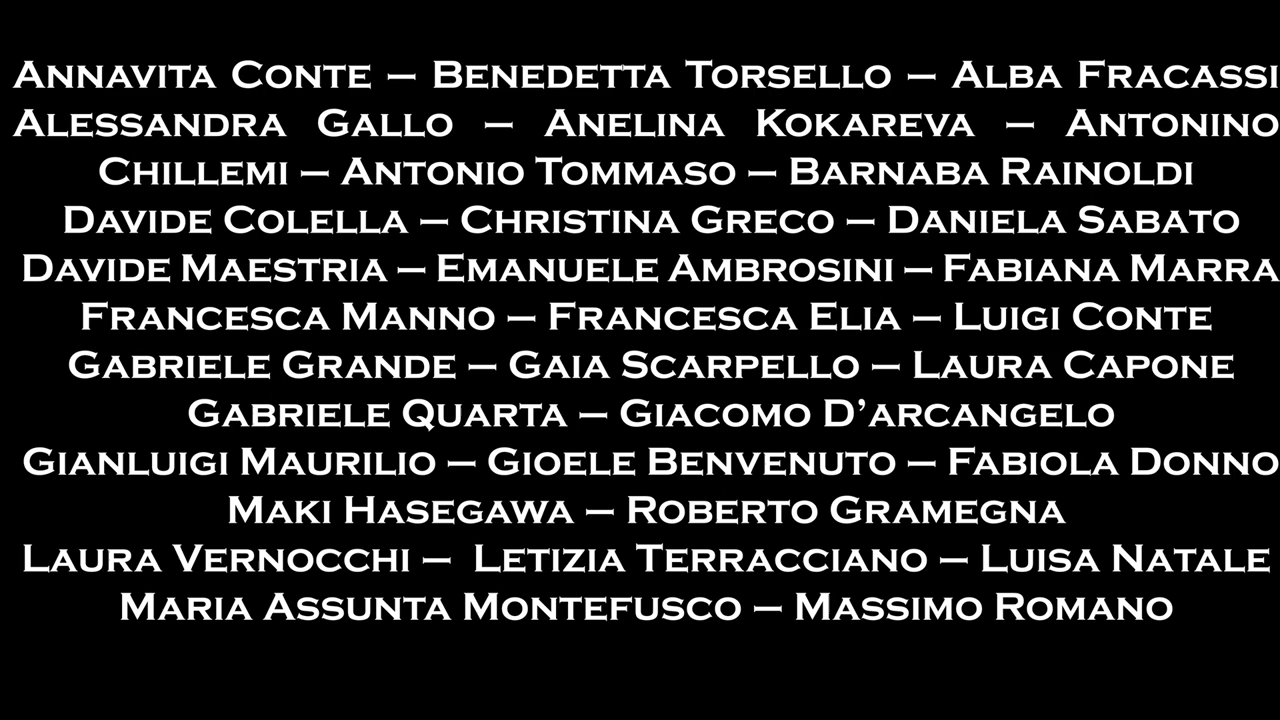 Annavita Conte – Benedetta Torsello – Alba Fracassi
Alessandra Gallo – Anelina Kokareva – Antonino
Chillemi – Antonio Tommaso – Barnaba Rainoldi
Davide Colella – Christina Greco – Daniela Sabato
Davide Maestria – Emanuele Ambrosini – Fabiana Marra
Francesca Manno – Francesca Elia – Luigi Conte
Gabriele Grande – Gaia Scarpello – Laura Capone
Gabriele Quarta – Giacomo D’arcangelo
Gianluigi Maurilio – Gioele Benvenuto – Fabiola Donno
Maki Hasegawa – Roberto Gramegna
Laura Vernocchi – Letizia Terracciano – Luisa Natale
Maria Assunta Montefusco – Massimo Romano